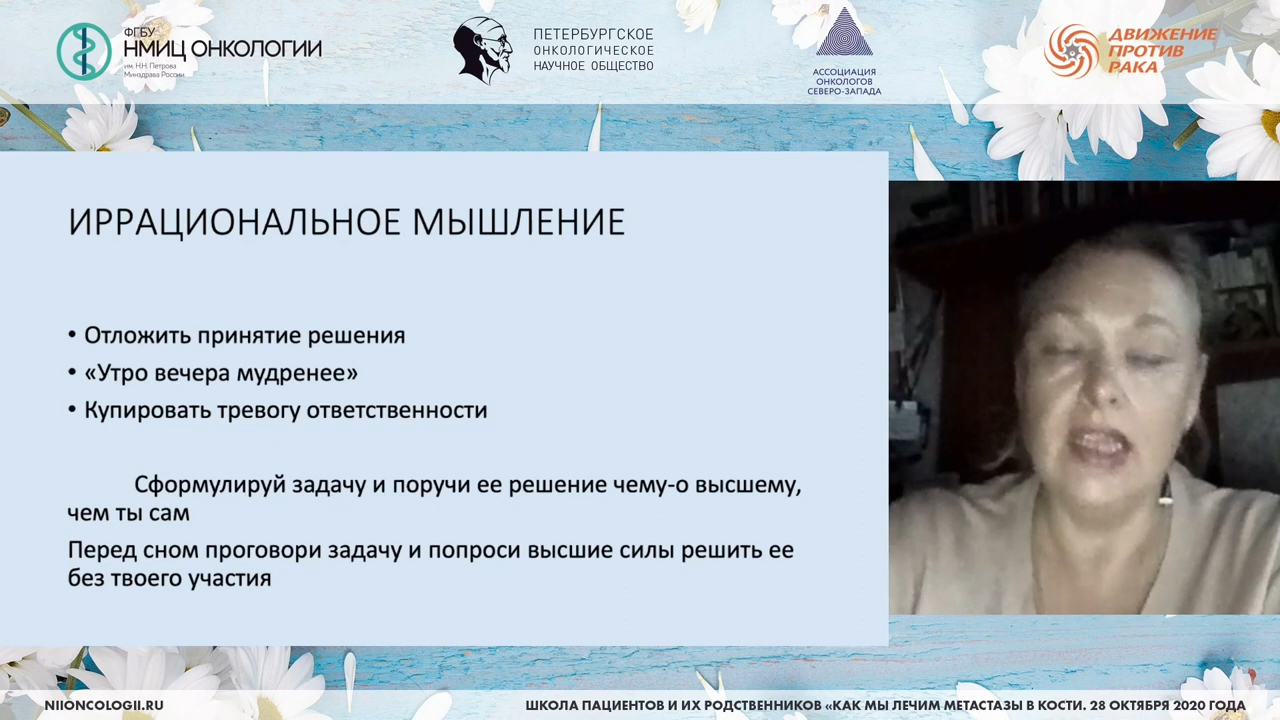 ФГБУ
НМИЦ ОНКОЛОГИИ
им. Н.Н. Петрова
Минздрава России
ПЕТЕРБУРГСКОЕ
ОНКОЛОГИЧЕСКОЕ
НАУЧНОЕ ОБЩЕСТВО
АССОЦИАЦИЯ
ОНКОЛОГОВ
СЕВЕРО-ЗАПАДА
ДВИЖЕНИЕ
ПРОТИВ
РАКА
ИРРАЦИОНАЛЬНОЕ МЫШЛЕНИЕ
• Отложить принятие решения
• «Утро вечера мудренее»
• Купировать тревогу ответственности
Сформулируй задачу и поручи ее решение чему-о высшему,
чем ты сам
Перед сном проговори задачу и попроси высшие силы решить ее
без твоего участия
NIIONCOLOGII.RU
ШКОЛА ПАЦИЕНТОВ И ИХ РОДСТВЕННИКОВ «КАК МЫ ЛЕЧИМ МЕТАСТАЗЫ В КОСТИ. 28 ОКТЯБРЯ 2020 ГОДА